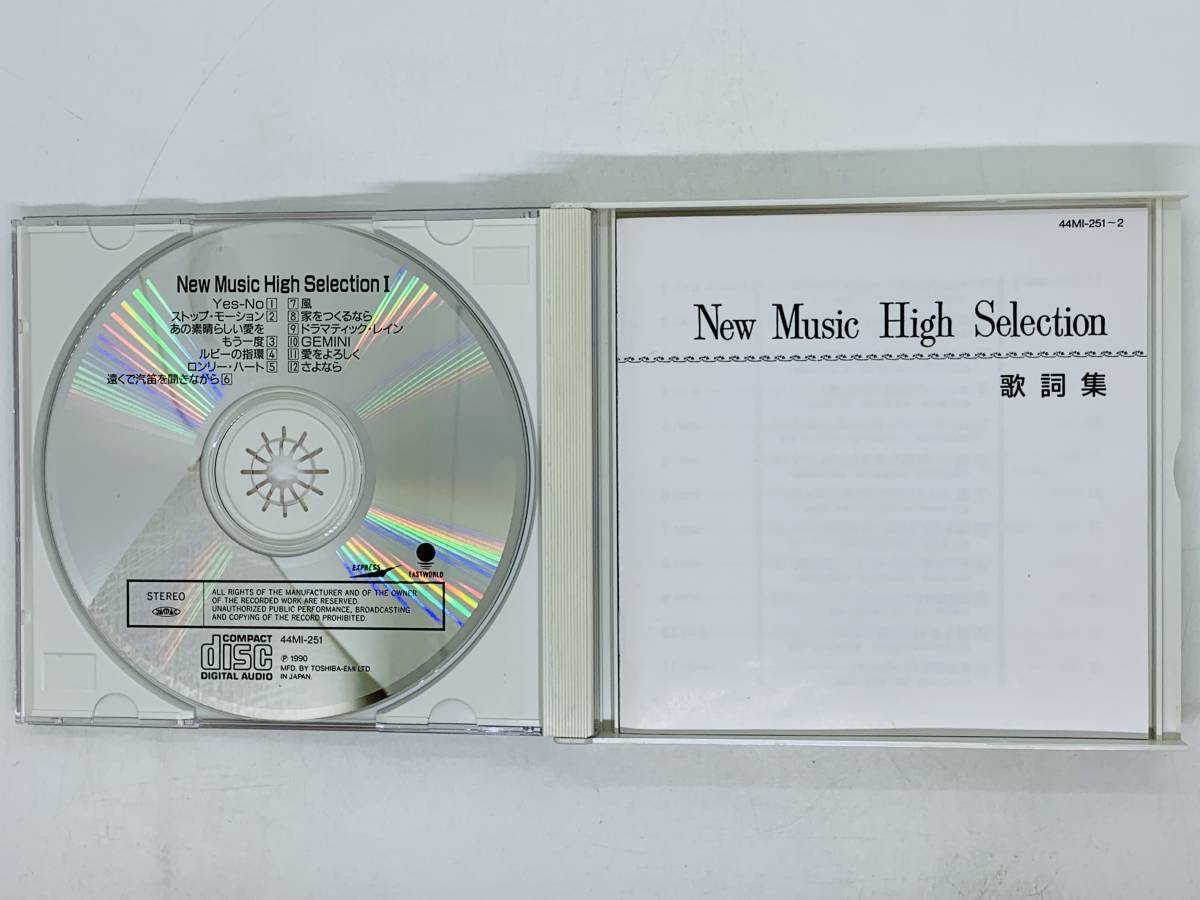 New Music High Selection I
Yes-No 1
ストップ・モーション 2
あの素晴らしい愛を
もう一度 3
ルビーの指環 4
ロンリー・ハート 5
遠くで汽笛を聞きながら 6
7 風
8 家をつくるなら
9 ドラマティック・レイン
10 GEMINI
11 愛をよろしく
12 さよなら
EXPRESS
EASTWORLD
STEREO
ALL RIGHTS OF THE MANUFACTURER AND OF THE OWNER
OF THE RECORDED WORK ARE RESERVED.
UNAUTHORIZED PUBLIC PERFORMANCE, BROADCASTING
AND COPYING OF THE RECORD PROHIBITED.
COMPACT
disc
DIGITAL AUDIO
44MI-251
℗ 1990
MFD. BY TOSHIBA-EMI LTD.
IN JAPAN.
44MI-251～2
New Music High Selection
歌詞集